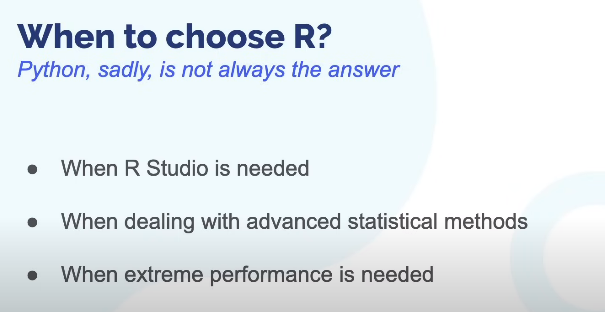 When to choose R?
Python, sadly, is not always the answer
● When R Studio is needed
● When dealing with advanced statistical methods
● When extreme performance is needed